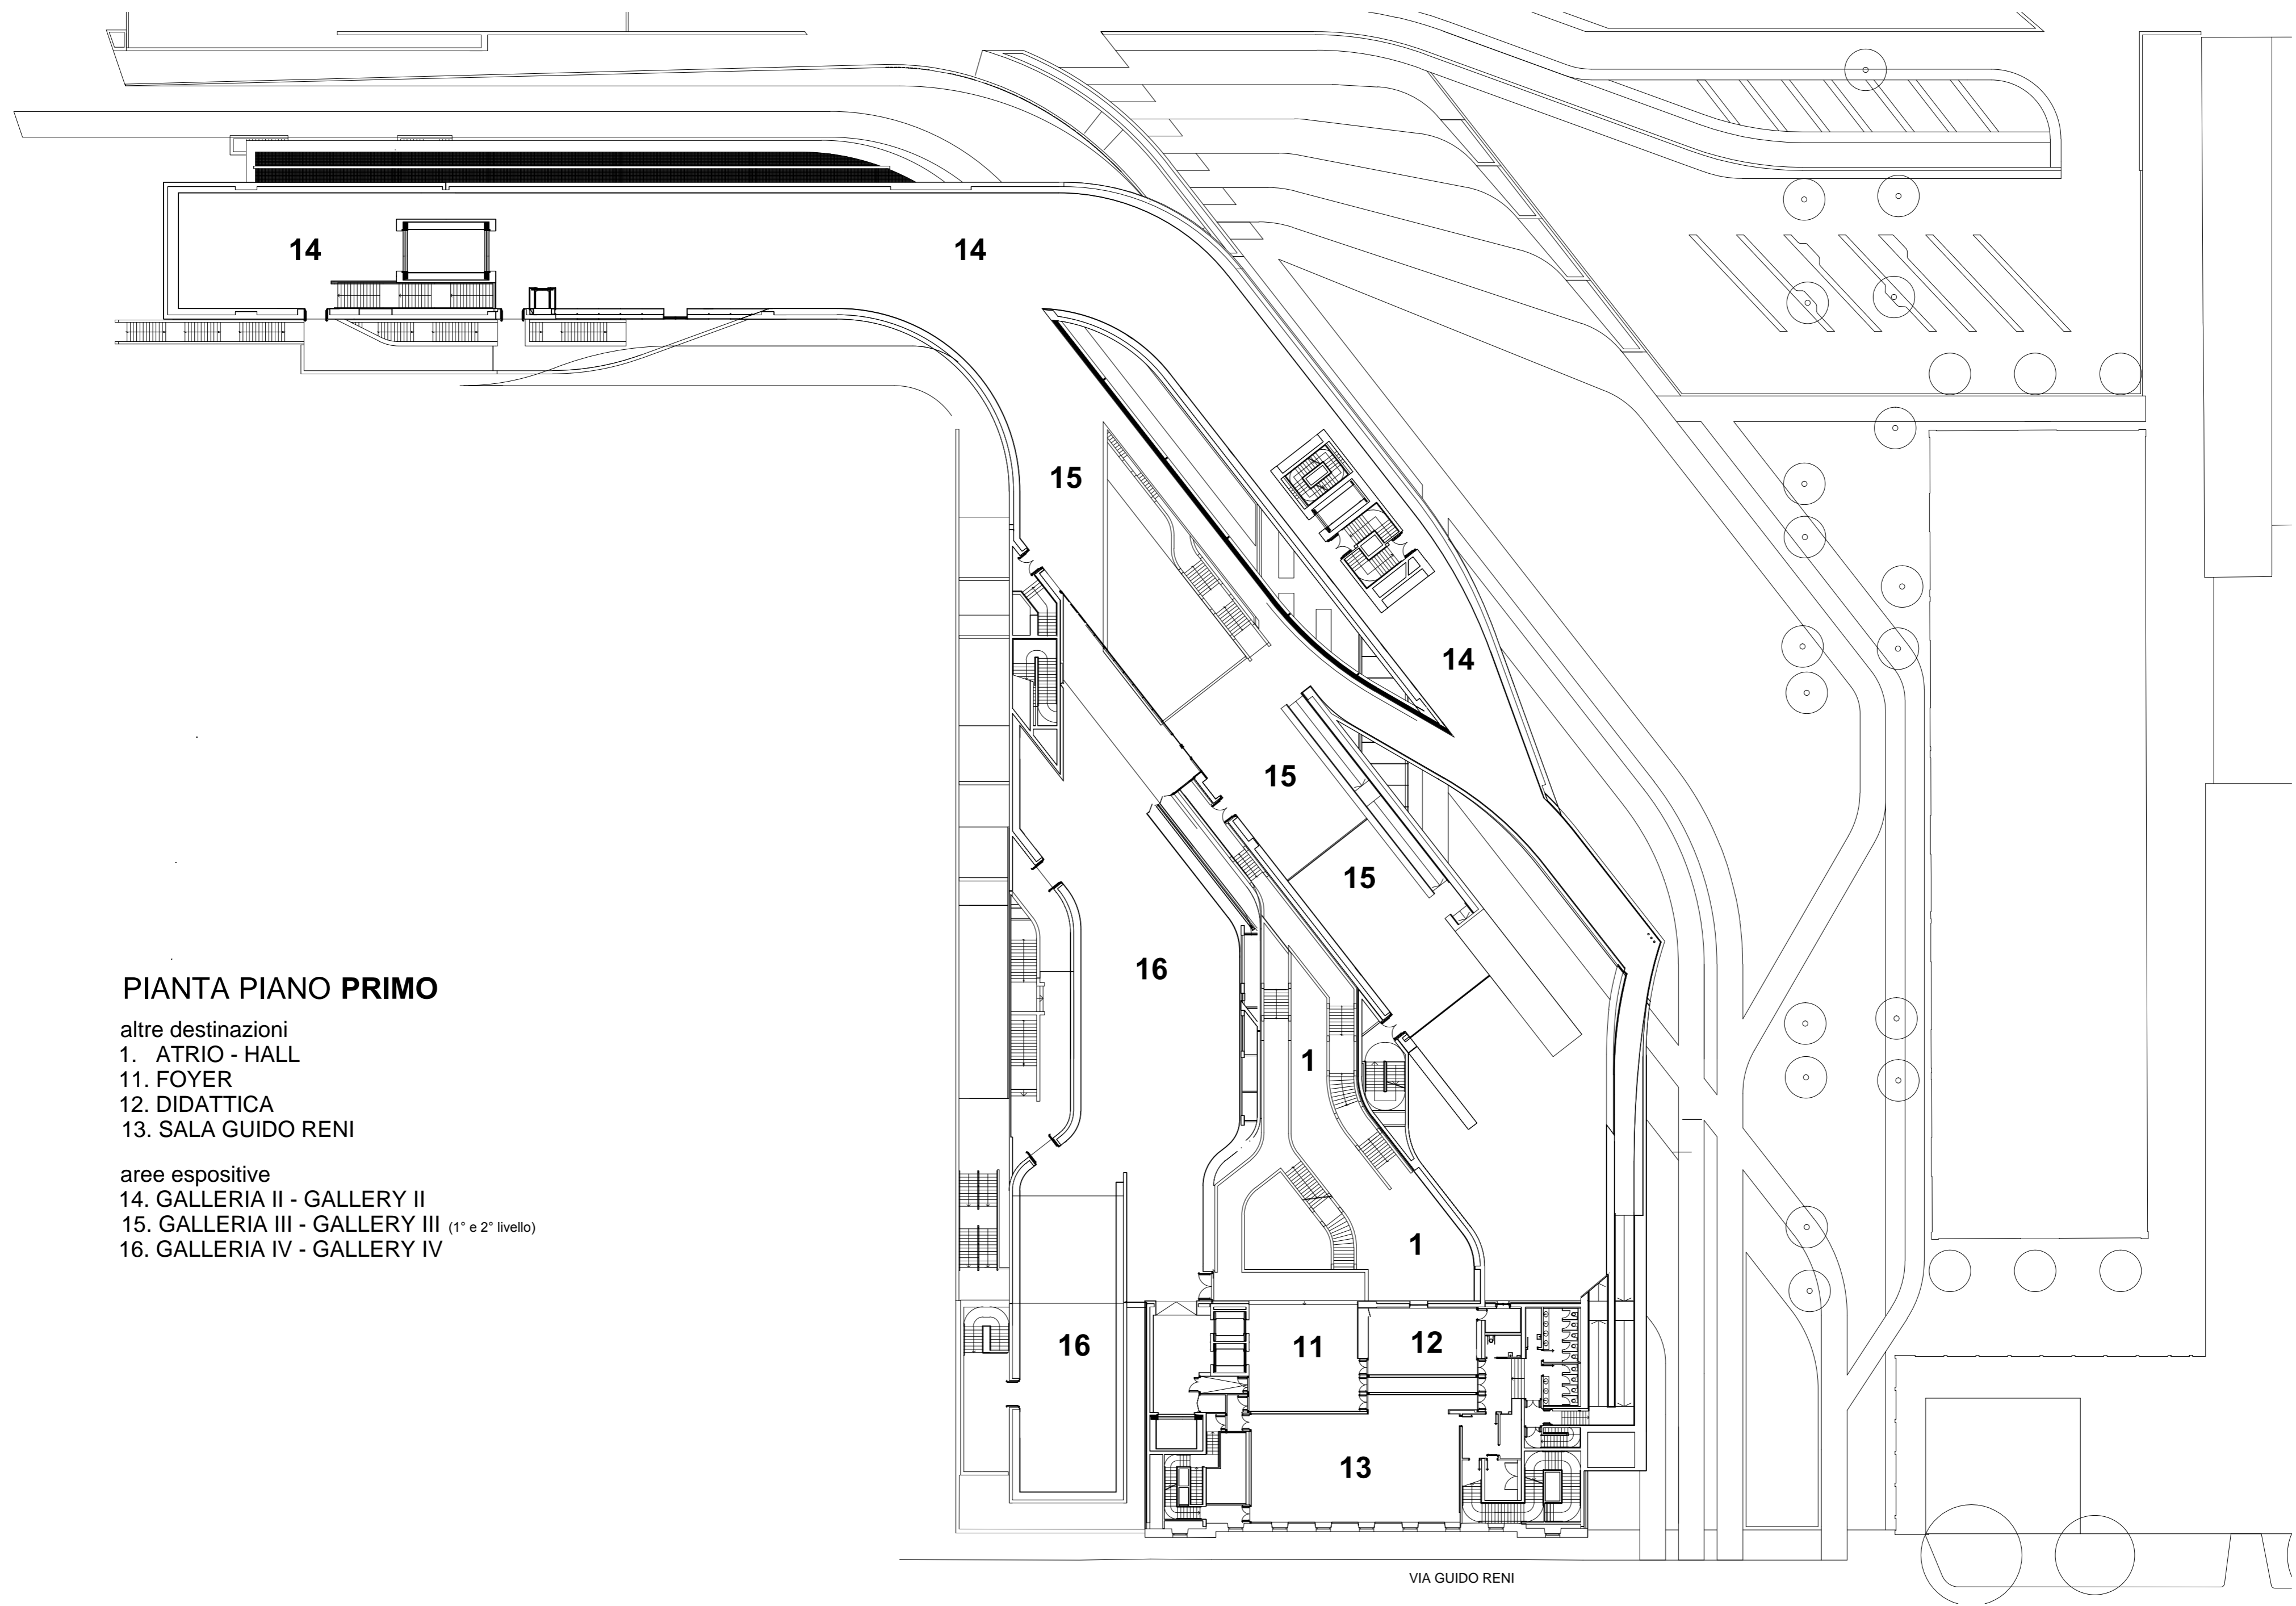 14
14
15
14
15
15
16
1
1
16
11
12
13
PIANTA PIANO PRIMO
altre destinazioni
1. ATRIO - HALL
11. FOYER
12. DIDATTICA
13. SALA GUIDO RENI
aree espositive
14. GALLERIA II - GALLERY II
15. GALLERIA III - GALLERY III (1° e 2° livello)
16. GALLERIA IV - GALLERY IV
VIA GUIDO RENI